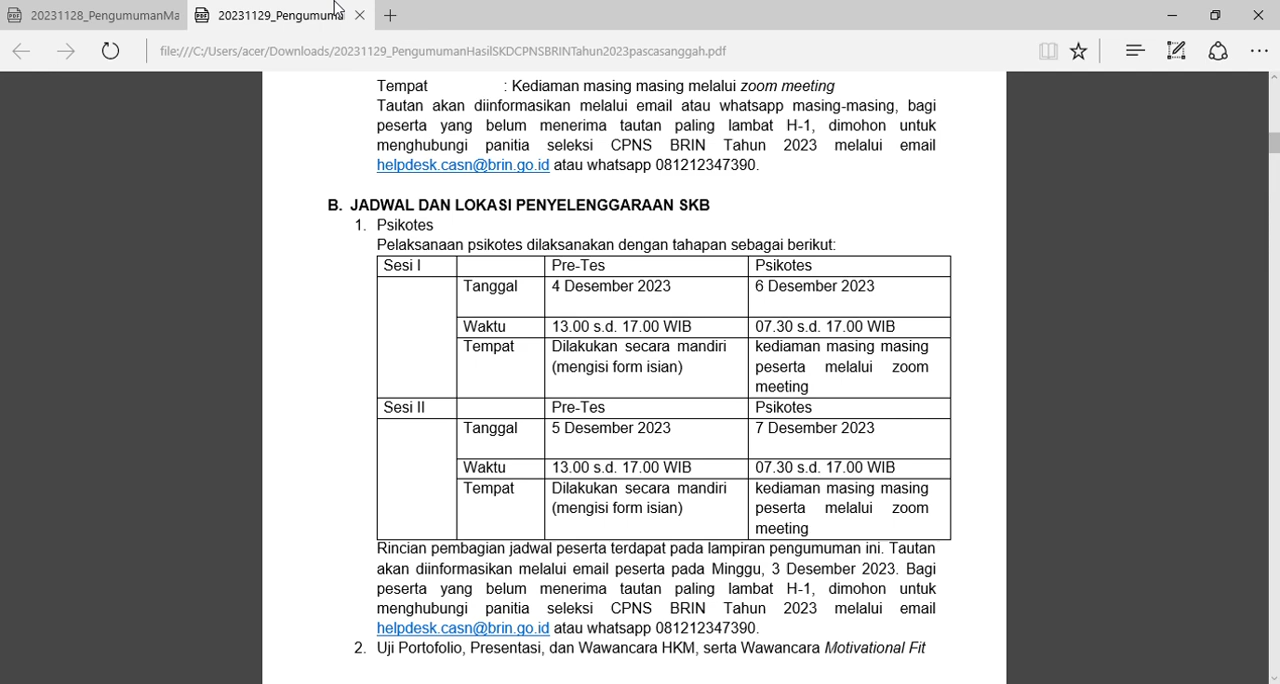 20231128_PengumumanMa
20231129_Pengumuma
file:///C:/Users/acer/Downloads/20231129_PengumumanHasilSKDCPNSBRINTahun2023pascasanggah.pdf
Tempat : Kediaman masing masing melalui zoom meeting
Tautan akan diinformasikan melalui email atau whatsapp masing-masing, bagi
peserta yang belum menerima tautan paling lambat H-1, dimohon untuk
menghubungi panitia seleksi CPNS BRIN Tahun 2023 melalui email
helpdesk.casn@brin.go.id atau whatsapp 081212347390.
B. JADWAL DAN LOKASI PENYELENGGARAAN SKB
1. Psikotes
Pelaksanaan psikotes dilaksanakan dengan tahapan sebagai berikut:
Sesi I Pre-Tes Psikotes
Tanggal 4 Desember 2023 6 Desember 2023
Waktu 13.00 s.d. 17.00 WIB 07.30 s.d. 17.00 WIB
Tempat Dilakukan secara mandiri kediaman masing masing
(mengisi form isian) peserta melalui zoom
meeting
Sesi II Pre-Tes Psikotes
Tanggal 5 Desember 2023 7 Desember 2023
Waktu 13.00 s.d. 17.00 WIB 07.30 s.d. 17.00 WIB
Tempat Dilakukan secara mandiri kediaman masing masing
(mengisi form isian) peserta melalui zoom
meeting
Rincian pembagian jadwal peserta terdapat pada lampiran pengumuman ini. Tautan
akan diinformasikan melalui email peserta pada Minggu, 3 Desember 2023. Bagi
peserta yang belum menerima tautan paling lambat H-1, dimohon untuk
menghubungi panitia seleksi CPNS BRIN Tahun 2023 melalui email
helpdesk.casn@brin.go.id atau whatsapp 081212347390.
2. Uji Portofolio, Presentasi, dan Wawancara HKM, serta Wawancara Motivational Fit